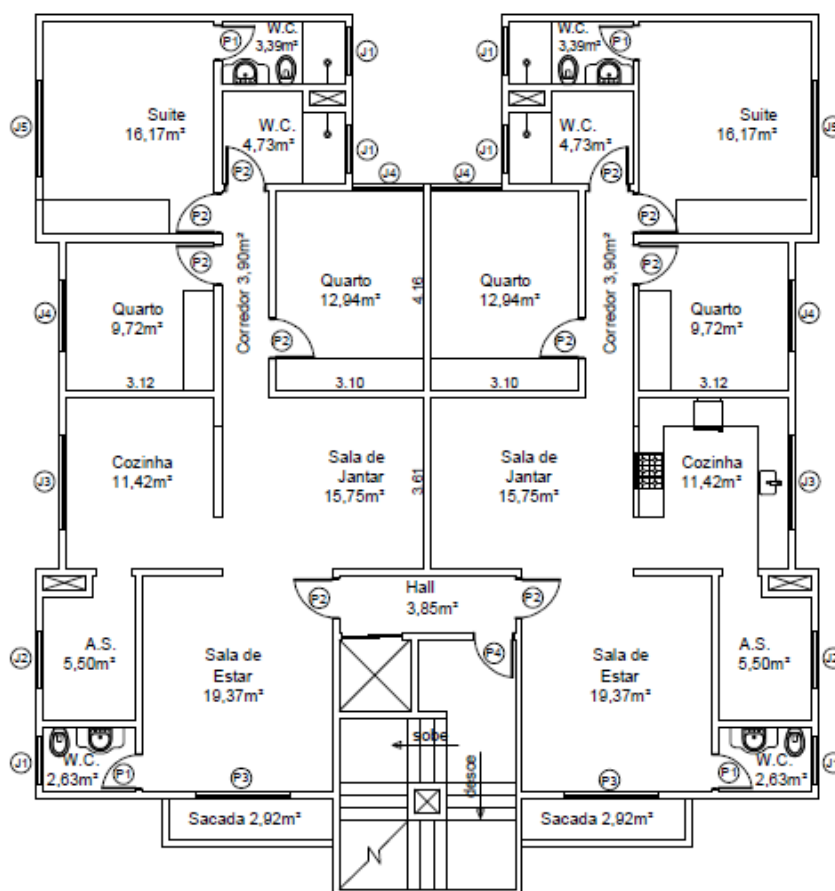 W.C.
3,39m²
P1
J1
W.C.
3,39m²
P1
J1
J5
Suite
16,17m²
W.C.
4,73m²
J1
P2
J4
J1
W.C.
4,73m²
P2
J4
Suite
16,17m²
J5
P2
P2
P2
P2
Corredor 3,90m²
Corredor 3,90m²
J4
Quarto
9,72m²
3.12
Quarto
12,94m²
4.16
P2
3.10
Quarto
12,94m²
P2
3.10
Quarto
9,72m²
3.12
J4
J3
Cozinha
11,42m²
Sala de
Jantar
15,75m²
3.61
Sala de
Jantar
15,75m²
Cozinha
11,42m²
J3
P2
Hall
3,85m²
P2
J2
A.S.
5,50m²
Sala de
Estar
19,37m²
P4
Sala de
Estar
19,37m²
A.S.
5,50m²
sobe
desce
J1
W.C.
2,63m²
P1
P3
P3
P1
W.C.
2,63m²
Sacada 2,92m²
Sacada 2,92m²
N